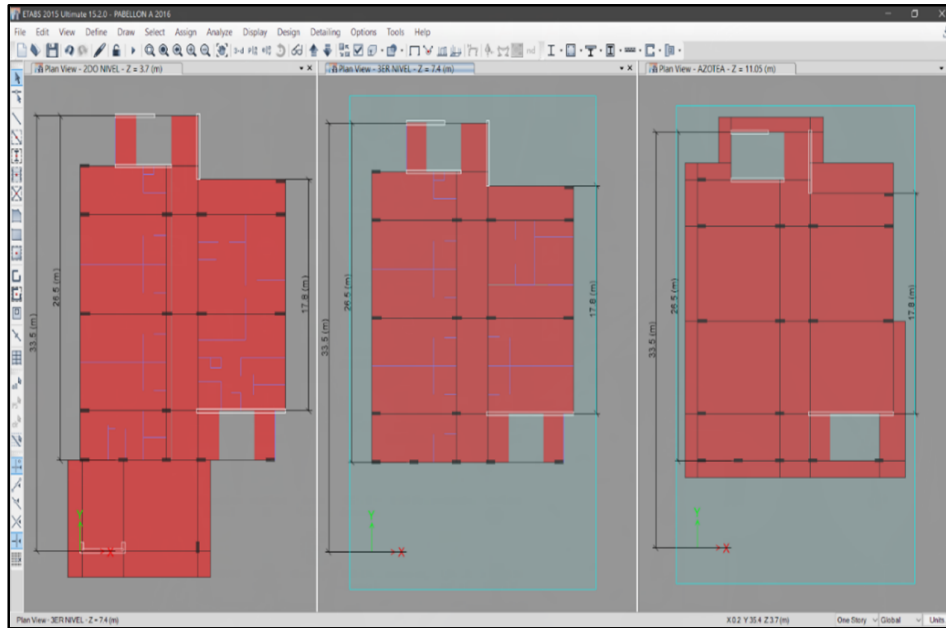 ETABS 2015 Ultimate 15.2.0 - PABELLON A 2016
File Edit View Define Draw Select Assign Analyze Display Design Detailing Options Tools Help
Plan View - 2DO NIVEL - Z = 3.7 (m)
Plan View - 3ER NIVEL - Z = 7.4 (m)
Plan View - AZOTEA - Z = 11.05 (m)
33.5 (m)
26.5 (m)
17.8 (m)
Y
X
33.5 (m)
26.5 (m)
17.8 (m)
Y
X
33.5 (m)
26.5 (m)
17.8 (m)
Y
X
Plan View - 3ER NIVEL - Z = 7.4 (m)
X 0.2 Y 35.4 Z 3.7 (m)
One Story
Global
Units